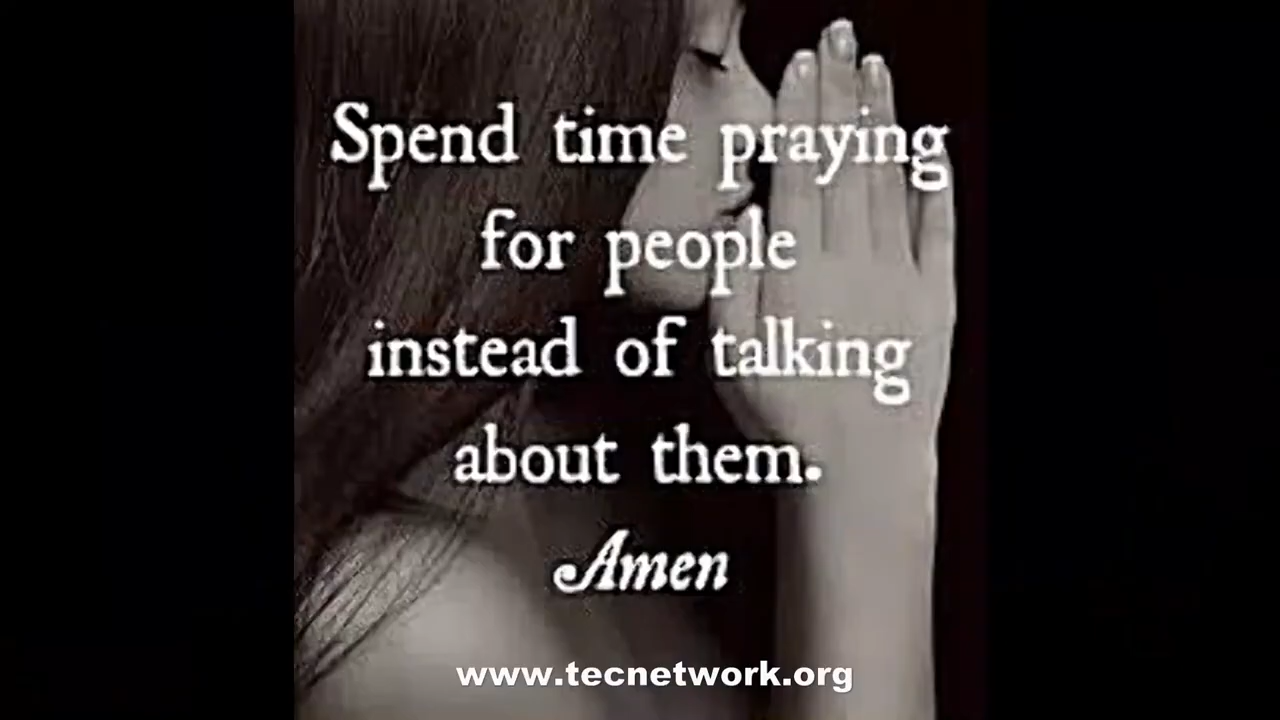 Spend time praying
for people
instead of talking
about them.
Amen
www.tecnetwork.org